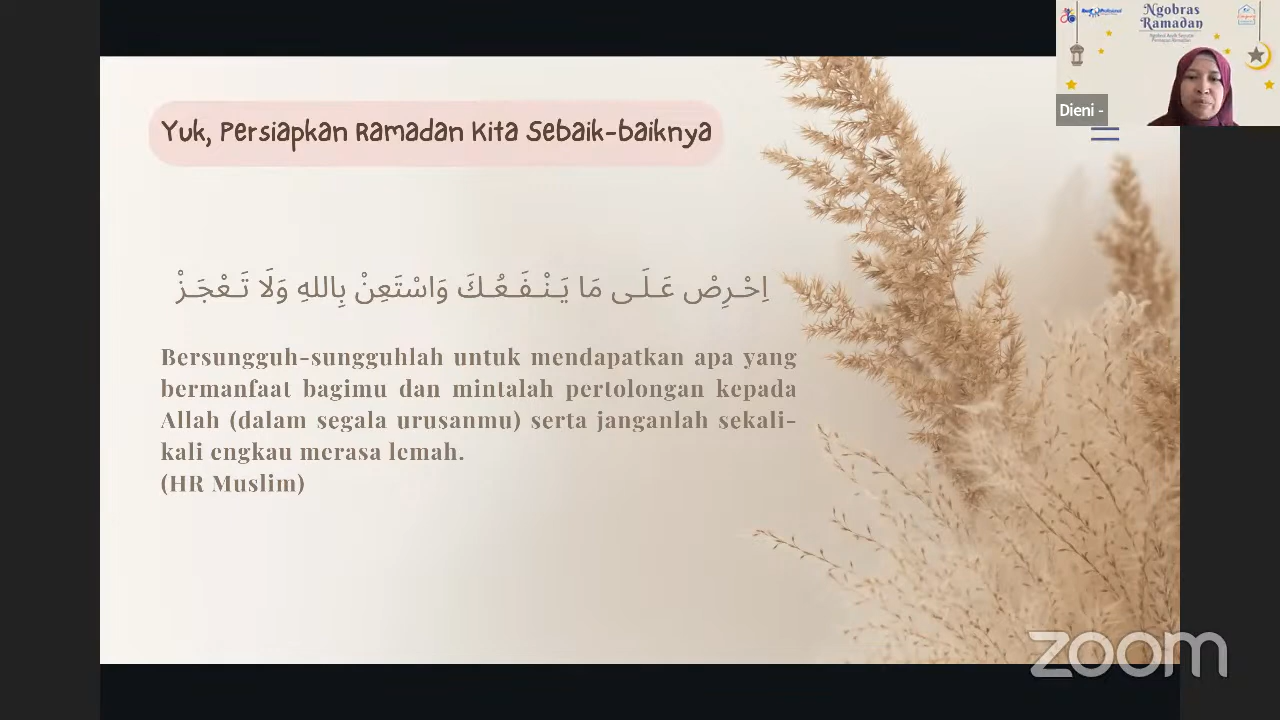 Ngobras
Ramadan
Dieni -
Yuk, Persiapkan Ramadan Kita Sebaik-baiknya
اِحْرِصْ عَلَى مَا يَنْفَعُكَ وَاسْتَعِنْ بِاللهِ وَلَا تَعْجَزْ
Bersungguh-sungguhlah untuk mendapatkan apa yang
bermanfaat bagimu dan mintalah pertolongan kepada
Allah (dalam segala urusanmu) serta janganlah sekali-
kali engkau merasa lemah.
(HR Muslim)
zoom